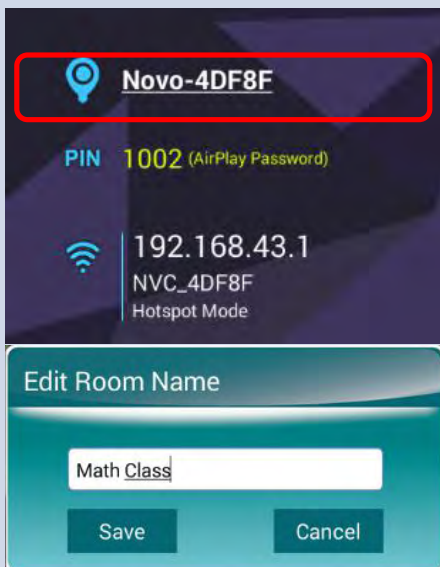 Novo-4DF8F
PIN 1002 (AirPlay Password)
192.168.43.1
NVC_4DF8F
Hotspot Mode
Edit Room Name
Math Class
Save Cancel